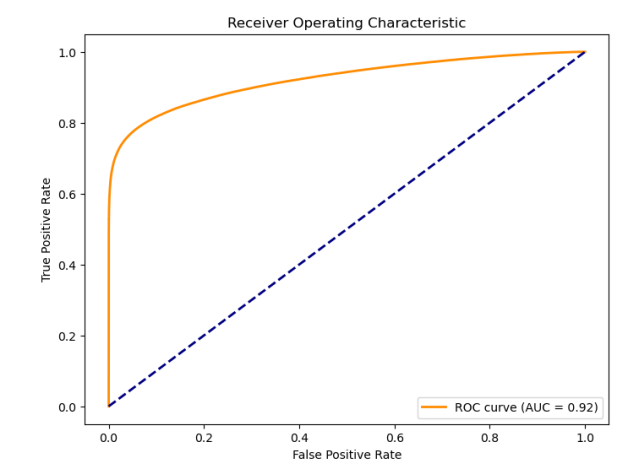 Receiver Operating Characteristic
True Positive Rate
1.0
0.8
0.6
0.4
0.2
0.0
0.0 0.2 0.4 0.6 0.8 1.0
False Positive Rate
ROC curve (AUC = 0.92)